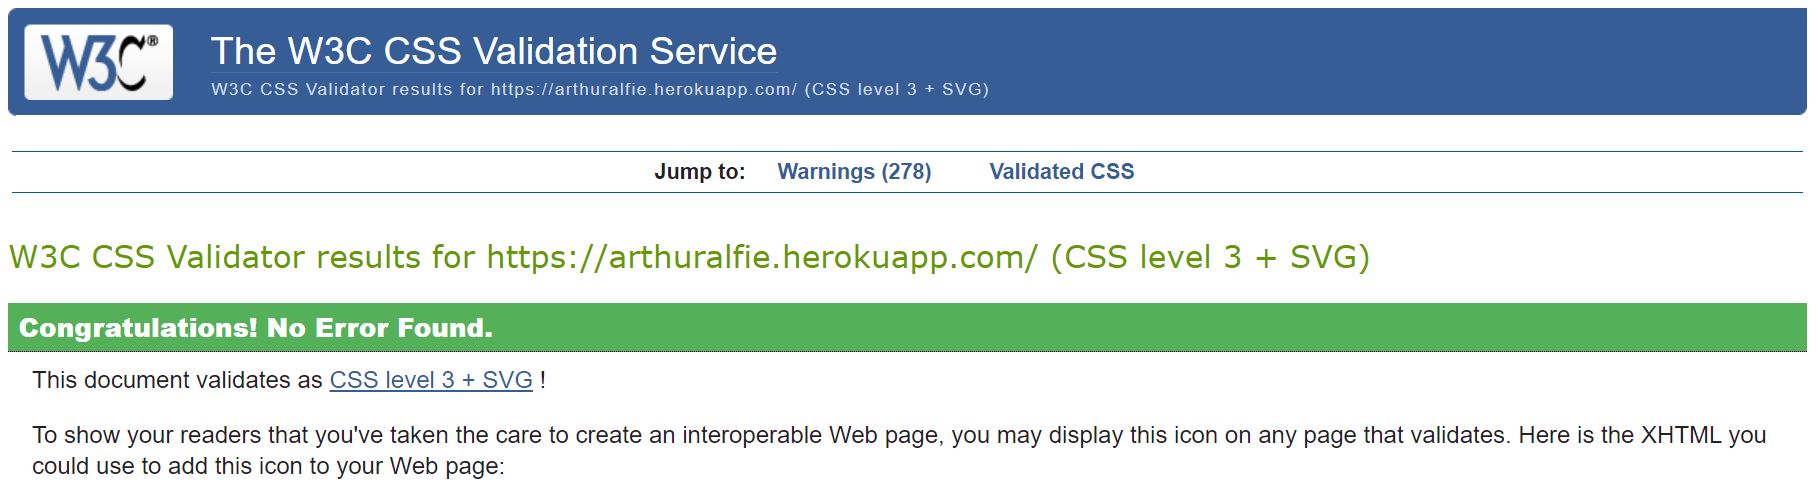 W3C®
The W3C CSS Validation Service
W3C CSS Validator results for https://arthuralfie.herokuapp.com/ (CSS level 3 + SVG)
Jump to: Warnings (278) Validated CSS
W3C CSS Validator results for https://arthuralfie.herokuapp.com/ (CSS level 3 + SVG)
Congratulations! No Error Found.
This document validates as CSS level 3 + SVG !
To show your readers that you've taken the care to create an interoperable Web page, you may display this icon on any page that validates. Here is the XHTML you
could use to add this icon to your Web page: